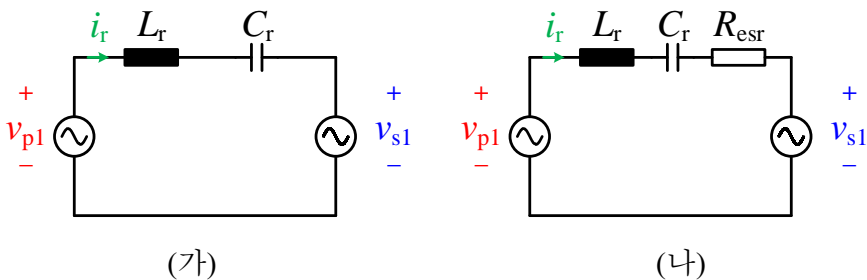 i_r L_r C_r
+ v_p1 −
+ v_s1 −
(가)
i_r L_r C_r R_esr
+ v_p1 −
+ v_s1 −
(나)